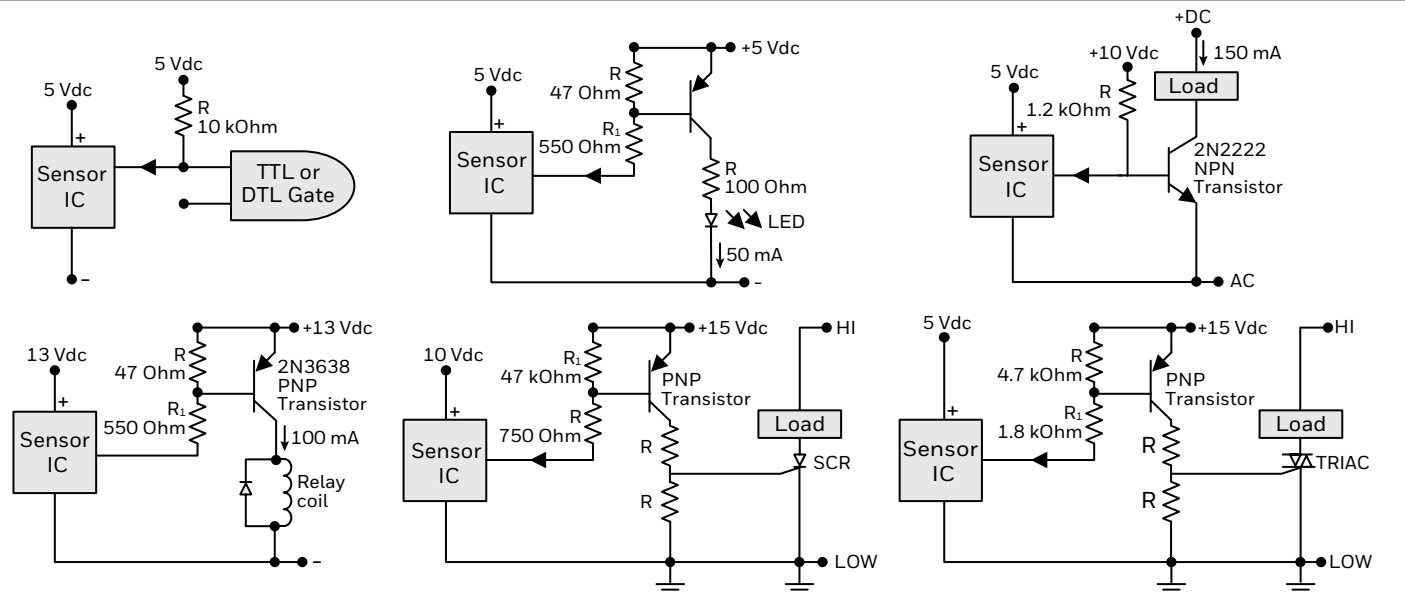 5 Vdc
5 Vdc
R
10 kOhm
+
Sensor
IC
TTL or
DTL Gate
–
+5 Vdc
5 Vdc
R
47 Ohm
+
R₁
550 Ohm
Sensor
IC
R
100 Ohm
LED
50 mA
-
+DC
150 mA
+10 Vdc
5 Vdc
R
1.2 kOhm
Load
+
Sensor
IC
2N2222
NPN
Transistor
AC
+13 Vdc
13 Vdc
R
47 Ohm
2N3638
PNP
Transistor
+
R₁
550 Ohm
Sensor
IC
100 mA
Relay
coil
–
+15 Vdc
HI
10 Vdc
R₁
47 kOhm
PNP
Transistor
+
R
750 Ohm
Load
Sensor
IC
R
SCR
R
LOW
5 Vdc
+15 Vdc
HI
R
4.7 kOhm
PNP
Transistor
+
R₁
1.8 kOhm
Load
Sensor
IC
R
TRIAC
R
LOW